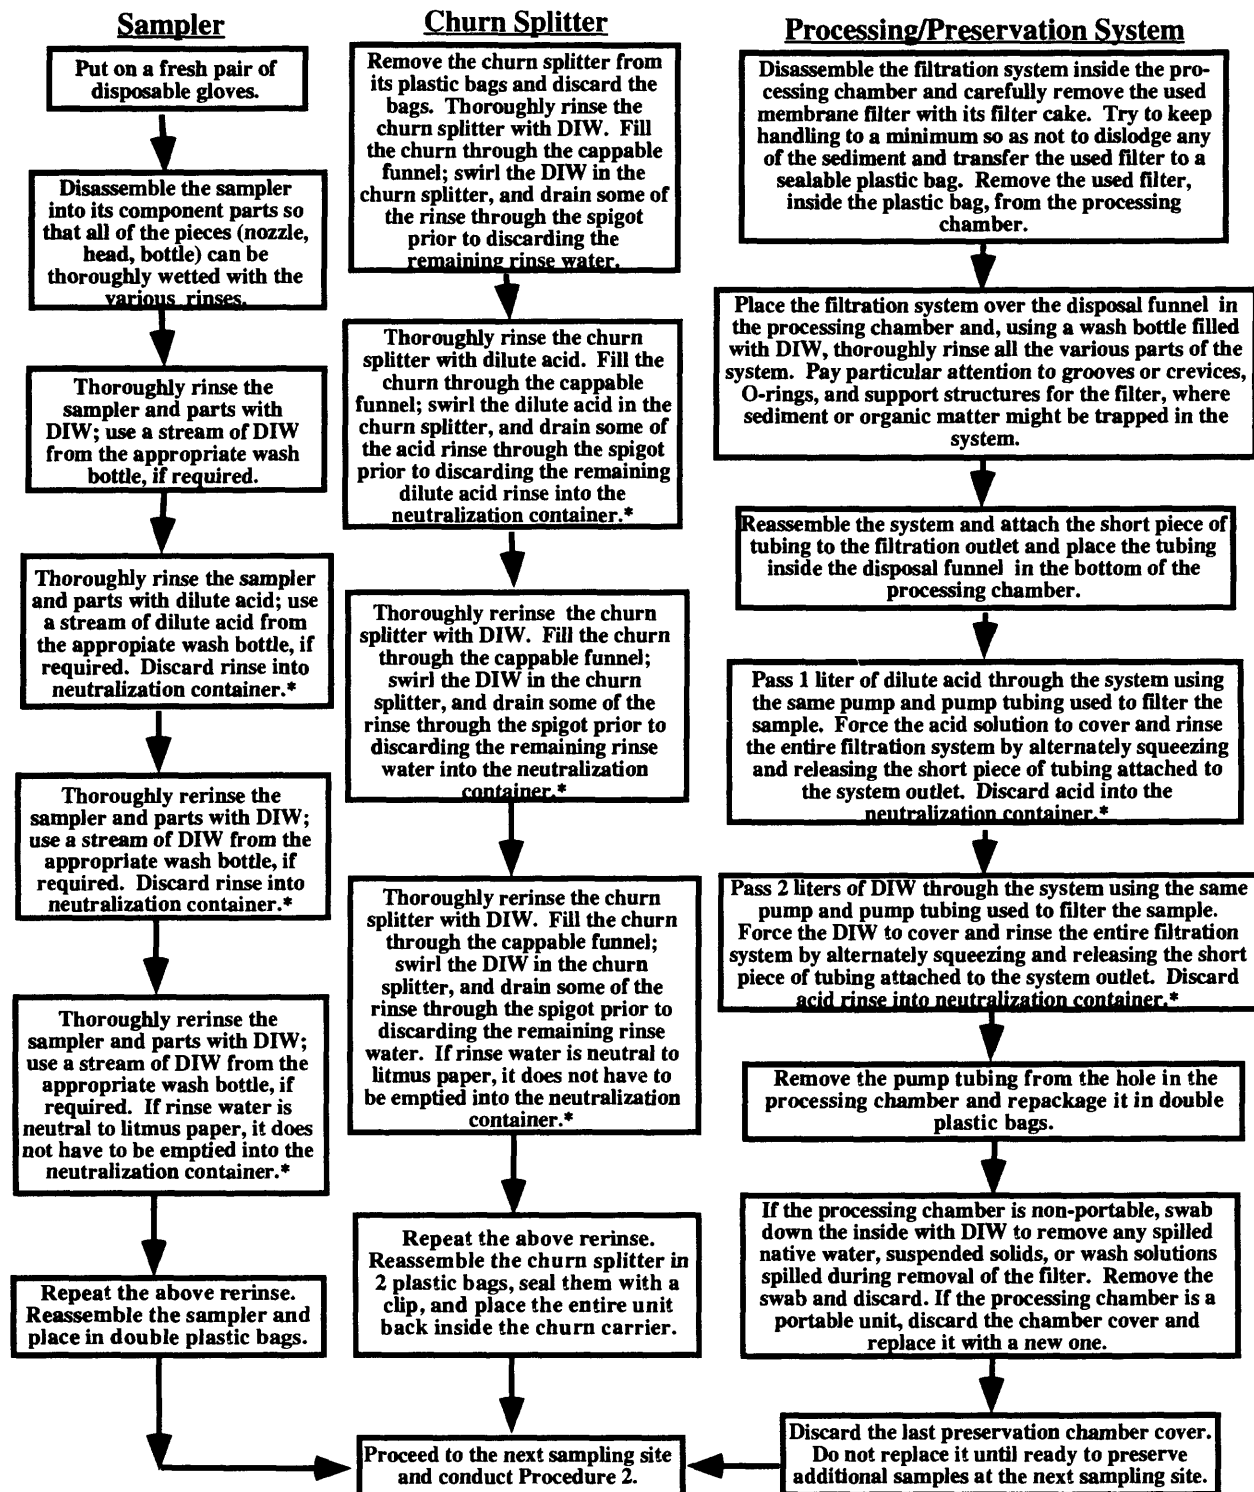 Sampler
Put on a fresh pair of
disposable gloves.
Disassemble the sampler
into its component parts so
that all of the pieces (nozzle,
head, bottle) can be
thoroughly wetted with the
various rinses.
Thoroughly rinse the
sampler and parts with
DIW; use a stream of DIW
from the appropriate wash
bottle, if required.
Thoroughly rinse the sampler
and parts with dilute acid; use
a stream of dilute acid from
the appropiate wash bottle, if
required. Discard rinse into
neutralization container.*
Thoroughly rerinse the
sampler and parts with DIW;
use a stream of DIW from the
appropriate wash bottle, if
required. Discard rinse into
neutralization container.*
Thoroughly rerinse the
sampler and parts with DIW;
use a stream of DIW from the
appropriate wash bottle, if
required. If rinse water is
neutral to litmus paper, it does
not have to be emptied into the
neutralization container.*
Repeat the above rerinse.
Reassemble the sampler and
place in double plastic bags.
Churn Splitter
Remove the churn splitter from
its plastic bags and discard the
bags. Thoroughly rinse the
churn splitter with DIW. Fill
the churn through the cappable
funnel; swirl the DIW in the
churn splitter, and drain some of
the rinse through the spigot
prior to discarding the
remaining rinse water.
Thoroughly rinse the churn
splitter with dilute acid. Fill the
churn through the cappable
funnel; swirl the dilute acid in the
churn splitter, and drain some of
the acid rinse through the spigot
prior to discarding the remaining
dilute acid rinse into the
neutralization container.*
Thoroughly rerinse the churn
splitter with DIW. Fill the churn
through the cappable funnel;
swirl the DIW in the churn
splitter, and drain some of the
rinse through the spigot prior to
discarding the remaining rinse
water into the neutralization
container.*
Thoroughly rerinse the churn
splitter with DIW. Fill the churn
through the cappable funnel;
swirl the DIW in the churn
splitter, and drain some of the
rinse through the spigot prior to
discarding the remaining rinse
water. If rinse water is neutral to
litmus paper, it does not have to
be emptied into the neutralization
container.*
Repeat the above rerinse.
Reassemble the churn splitter in
2 plastic bags, seal them with a
clip, and place the entire unit
back inside the churn carrier.
Proceed to the next sampling site
and conduct Procedure 2.
Processing/Preservation System
Disassemble the filtration system inside the pro-
cessing chamber and carefully remove the used
membrane filter with its filter cake. Try to keep
handling to a minimum so as not to dislodge any
of the sediment and transfer the used filter to a
sealable plastic bag. Remove the used filter,
inside the plastic bag, from the processing
chamber.
Place the filtration system over the disposal funnel in
the processing chamber and, using a wash bottle filled
with DIW, thoroughly rinse all the various parts of the
system. Pay particular attention to grooves or crevices,
O-rings, and support structures for the filter, where
sediment or organic matter might be trapped in the
system.
Reassemble the system and attach the short piece of
tubing to the filtration outlet and place the tubing
inside the disposal funnel in the bottom of the
processing chamber.
Pass 1 liter of dilute acid through the system using
the same pump and pump tubing used to filter the
sample. Force the acid solution to cover and rinse
the entire filtration system by alternately squeezing
and releasing the short piece of tubing attached to
the system outlet. Discard acid into the
neutralization container.*
Pass 2 liters of DIW through the system using the same
pump and pump tubing used to filter the sample.
Force the DIW to cover and rinse the entire filtration
system by alternately squeezing and releasing the short
piece of tubing attached to the system outlet. Discard
acid rinse into neutralization container.*
Remove the pump tubing from the hole in the
processing chamber and repackage it in double
plastic bags.
If the processing chamber is non-portable, swab
down the inside with DIW to remove any spilled
native water, suspended solids, or wash solutions
spilled during removal of the filter. Remove the
swab and discard. If the processing chamber is a
portable unit, discard the chamber cover and
replace it with a new one.
Discard the last preservation chamber cover.
Do not replace it until ready to preserve
additional samples at the next sampling site.